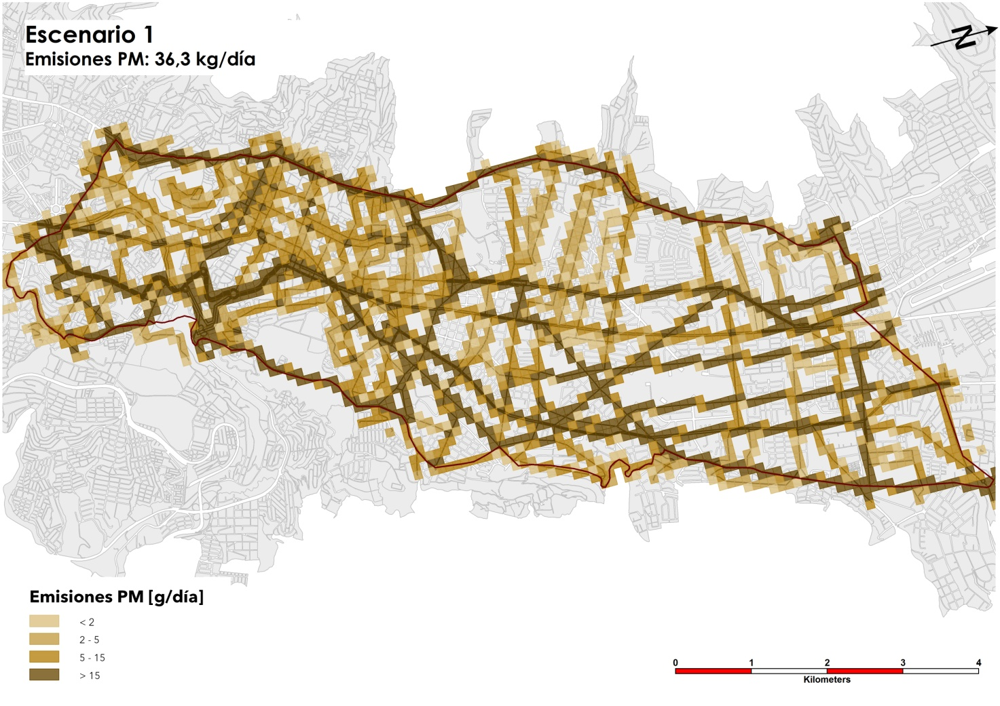 Escenario 1
Emisiones PM: 36,3 kg/día
N
Emisiones PM [g/día]
< 2
2 - 5
5 - 15
> 15
0 1 2 3 4
Kilometers